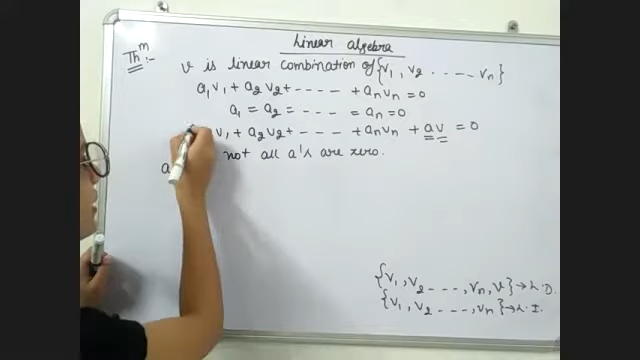 Linear algebra
Th^m :-
v is linear combination of {v₁, v₂ ....., vₙ}
a₁v₁ + a₂v₂ + ---- + aₙvₙ = 0
a₁ = a₂ = ---- = aₙ = 0
v₁ + a₂v₂ + ---- + aₙvₙ + av = 0
not all a's are zero.
a
{v₁, v₂ ----, vₙ, v} → L.D.
{v₁, v₂ ----, vₙ} → L.I.